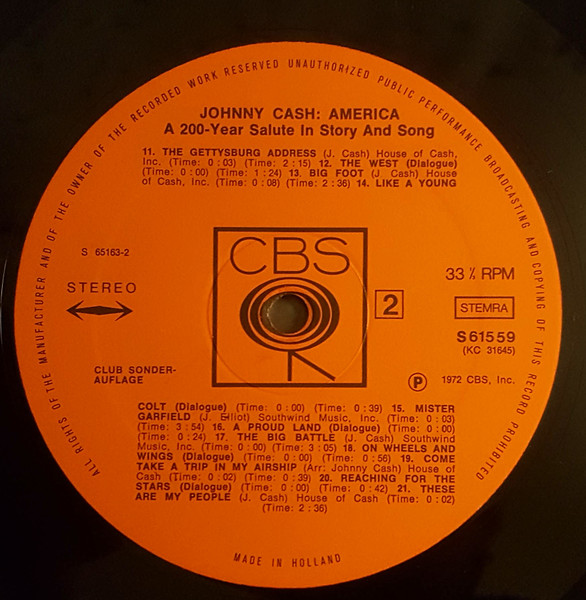 ALL RIGHTS OF THE MANUFACTURER AND OF THE OWNER OF THE RECORDED WORK RESERVED UNAUTHORIZED PUBLIC PERFORMANCE BROADCASTING AND COPYING OF THIS RECORD PROHIBITED
JOHNNY CASH: AMERICA
A 200-Year Salute In Story And Song
11. THE GETTYSBURG ADDRESS (J. Cash) House of Cash,
Inc. (Time: 0:03) (Time: 2:15) 12. THE WEST (Dialogue)
(Time: 0:00) (Time: 1:24) 13. BIG FOOT (J. Cash) House
of Cash, Inc. (Time: 0:08) (Time: 2:36) 14. LIKE A YOUNG
S 65163-2
STEREO
CLUB SONDER-
AUFLAGE
CBS
2
33⅓ RPM
STEMRA
S 61559
(KC 31645)
Ⓟ 1972 CBS, Inc.
COLT (Dialogue) (Time: 0:00) (Time: 0:39) 15. MISTER
GARFIELD (J. Elliot) Southwind Music, Inc. (Time: 0:03)
(Time: 3:54) 16. A PROUD LAND (Dialogue) (Time: 0:00)
(Time: 0:24) 17. THE BIG BATTLE (J. Cash) Southwind
Music, Inc. (Time: 0:00) (Time: 3:05) 18. ON WHEELS AND
WINGS (Dialogue) (Time: 0:00) (Time: 0:56) 19. COME
TAKE A TRIP IN MY AIRSHIP (Arr: Johnny Cash) House of
Cash (Time: 0:02) (Time: 0:39) 20. REACHING FOR THE
STARS (Dialogue) (Time: 0:00) (Time: 0:42) 21. THESE
ARE MY PEOPLE (J. Cash) House of Cash (Time: 0:02)
(Time: 2:36)
MADE IN HOLLAND